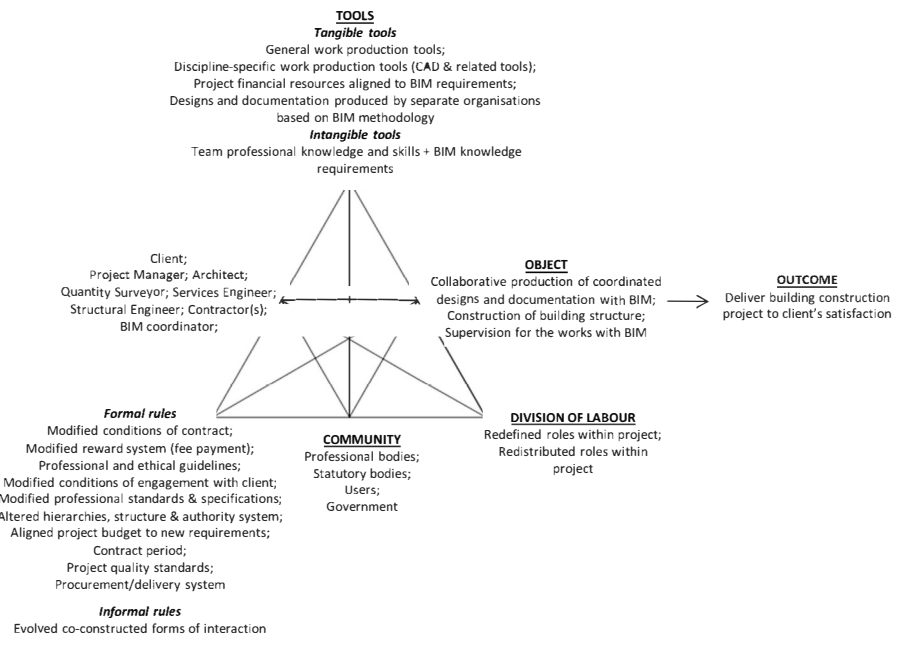 TOOLS
Tangible tools
General work production tools;
Discipline-specific work production tools (CAD & related tools);
Project financial resources aligned to BIM requirements;
Designs and documentation produced by separate organisations
based on BIM methodology
Intangible tools
Team professional knowledge and skills + BIM knowledge
requirements
Client;
Project Manager; Architect;
Quantity Surveyor; Services Engineer;
Structural Engineer; Contractor(s);
BIM coordinator;
OBJECT
Collaborative production of coordinated
designs and documentation with BIM;
Construction of building structure;
Supervision for the works with BIM
OUTCOME
Deliver building construction
project to client's satisfaction
Formal rules
Modified conditions of contract;
Modified reward system (fee payment);
Professional and ethical guidelines;
Modified conditions of engagement with client;
Modified professional standards & specifications;
Altered hierarchies, structure & authority system;
Aligned project budget to new requirements;
Contract period;
Project quality standards;
Procurement/delivery system
Informal rules
Evolved co-constructed forms of interaction
COMMUNITY
Professional bodies;
Statutory bodies;
Users;
Government
DIVISION OF LABOUR
Redefined roles within project;
Redistributed roles within
project